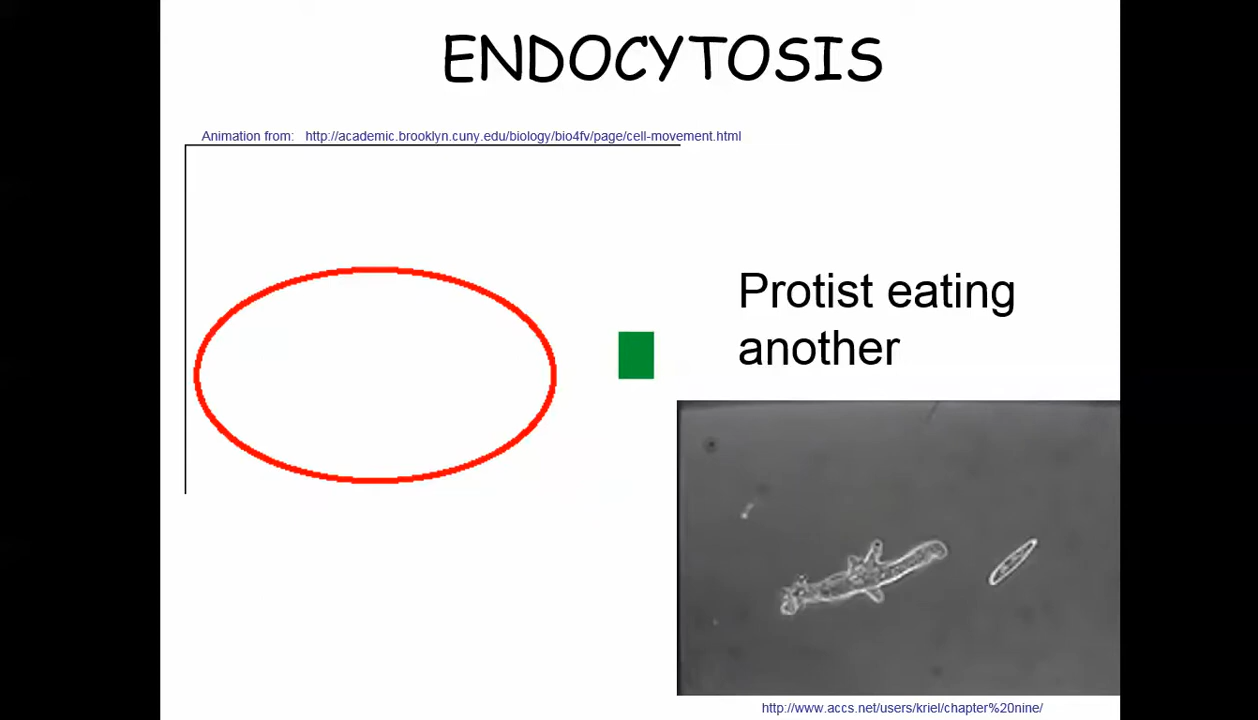 ENDOCYTOSIS
Animation from: http://academic.brooklyn.cuny.edu/biology/bio4fv/page/cell-movement.html
Protist eating
another
http://www.accs.net/users/kriel/chapter%20nine/